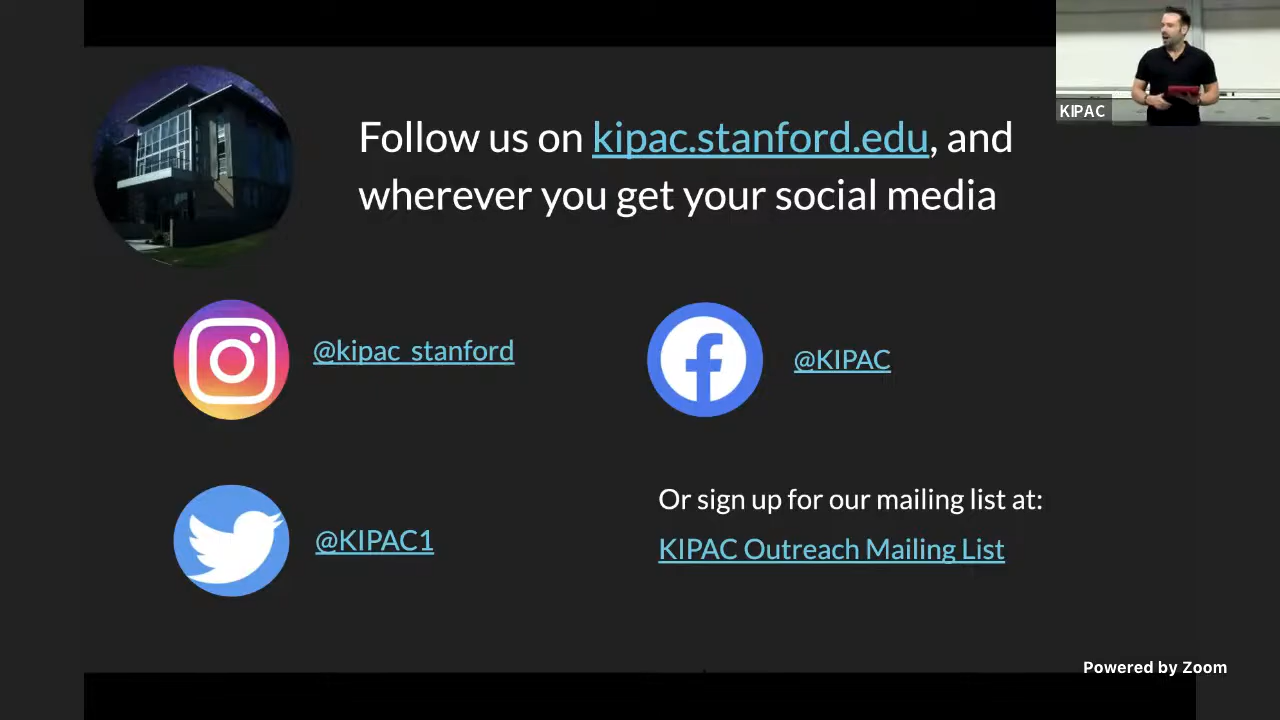 KIPAC
Follow us on kipac.stanford.edu, and
wherever you get your social media
@kipac_stanford
@KIPAC
@KIPAC1
Or sign up for our mailing list at:
KIPAC Outreach Mailing List
Powered by Zoom